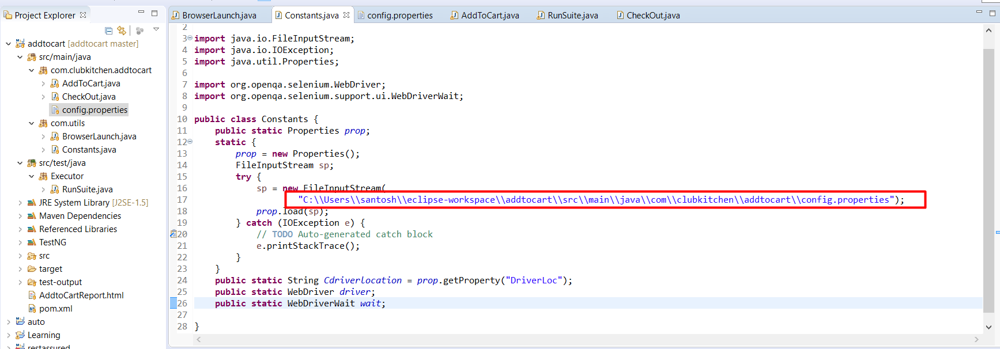 Project Explorer
addtocart [addtocart master]
src/main/java
com.clubkitchen.addtocart
AddToCart.java
CheckOut.java
config.properties
com.utils
BrowserLaunch.java
Constants.java
src/test/java
Executor
RunSuite.java
JRE System Library [J2SE-1.5]
Maven Dependencies
Referenced Libraries
TestNG
src
target
test-output
AddtoCartReport.html
pom.xml
auto
Learning
restassured
BrowserLaunch.java Constants.java config.properties AddToCart.java RunSuite.java CheckOut.java
2
3 import java.io.FileInputStream;
4 import java.io.IOException;
5 import java.util.Properties;
6
7 import org.openqa.selenium.WebDriver;
8 import org.openqa.selenium.support.ui.WebDriverWait;
9
10 public class Constants {
11 public static Properties prop;
12 static {
13 prop = new Properties();
14 FileInputStream sp;
15 try {
16 sp = new FileInputStream(
17 "C:\\Users\\santosh\\eclipse-workspace\\addtocart\\src\\main\\java\\com\\clubkitchen\\addtocart\\config.properties");
18 prop.load(sp);
19 } catch (IOException e) {
20 // TODO Auto-generated catch block
21 e.printStackTrace();
22 }
23 }
24 public static String Cdriverlocation = prop.getProperty("DriverLoc");
25 public static WebDriver driver;
26 public static WebDriverWait wait;
27
28 }